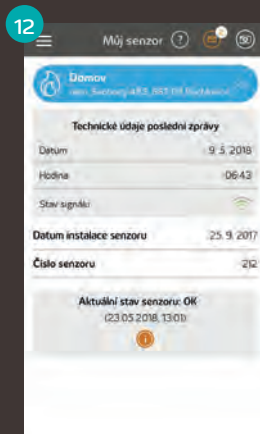 12
Můj senzor ?
2
Domov
Technické údaje poslední zprávy
Datum 9. 5. 2018
Hodina 06:43
Stav signálu
Datum instalace senzoru 25. 9. 2017
Číslo senzoru 212
Aktuální stav senzoru: OK
(23.05.2018, 13:01)
i